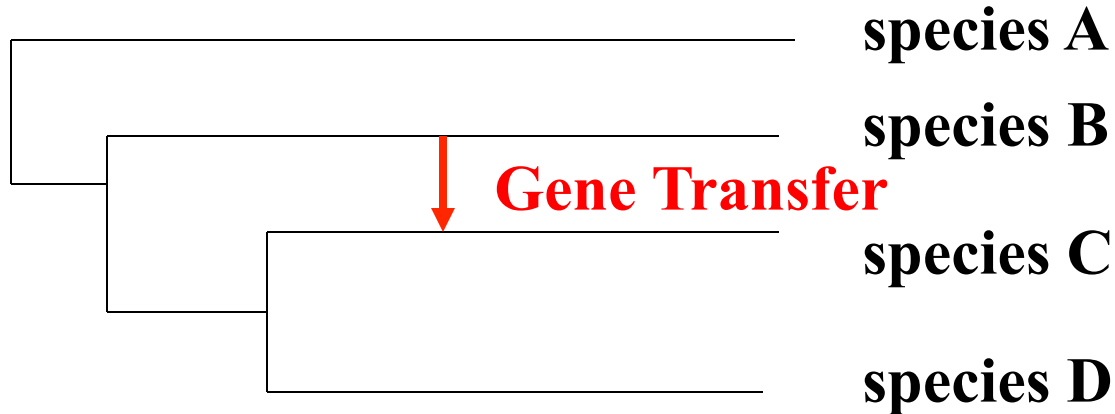 species A
species B
Gene Transfer
species C
species D